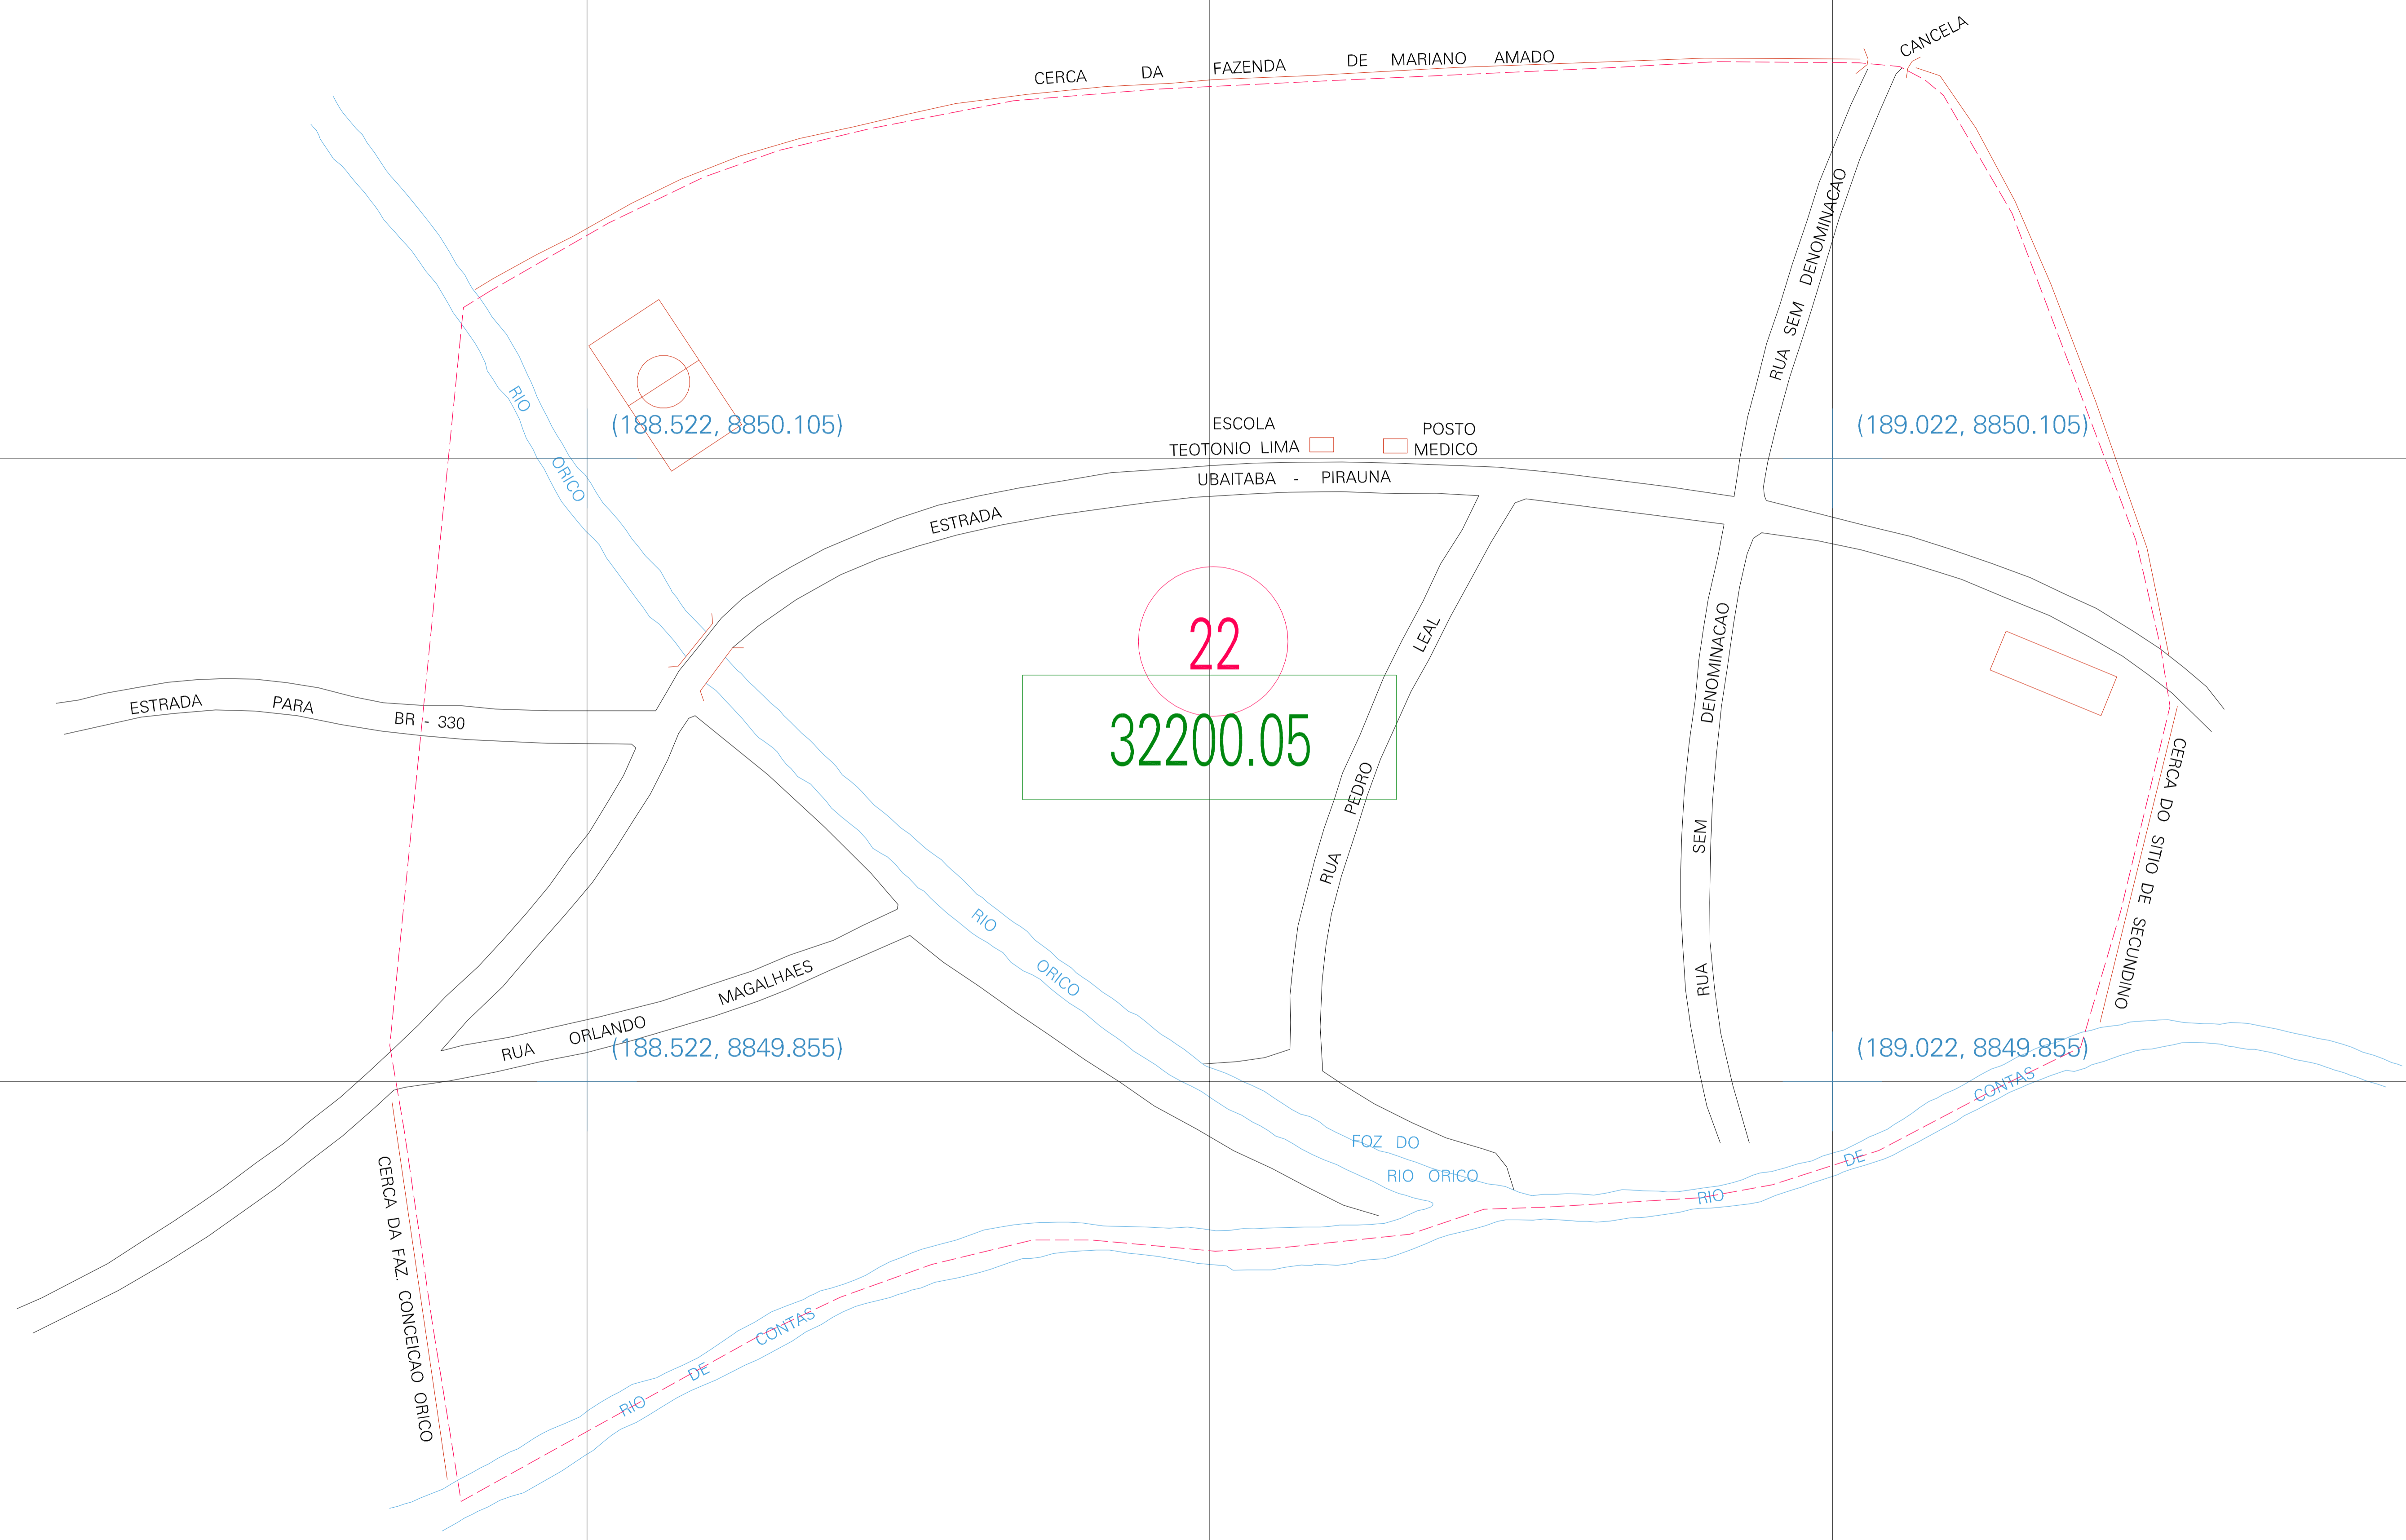 CANCELA
CERCA DA FAZENDA DE MARIANO AMADO
RUA SEM DENOMINACAO
RIO ORICO
(188.522, 8850.105)
(189.022, 8850.105)
ESCOLA
TEOTONIO LIMA
POSTO
MEDICO
ESTRADA UBAITABA - PIRAUNA
22
32200.05
RUA PEDRO LEAL
RUA SEM DENOMINACAO
ESTRADA PARA BR - 330
CERCA DO SITIO DE SECUNDINO
RIO ORICO
RUA ORLANDO MAGALHAES
(188.522, 8849.855)
(189.022, 8849.855)
FOZ DO
RIO ORICO
RIO DE CONTAS
CERCA DA FAZ. CONCEICAO ORICO
RIO DE CONTAS